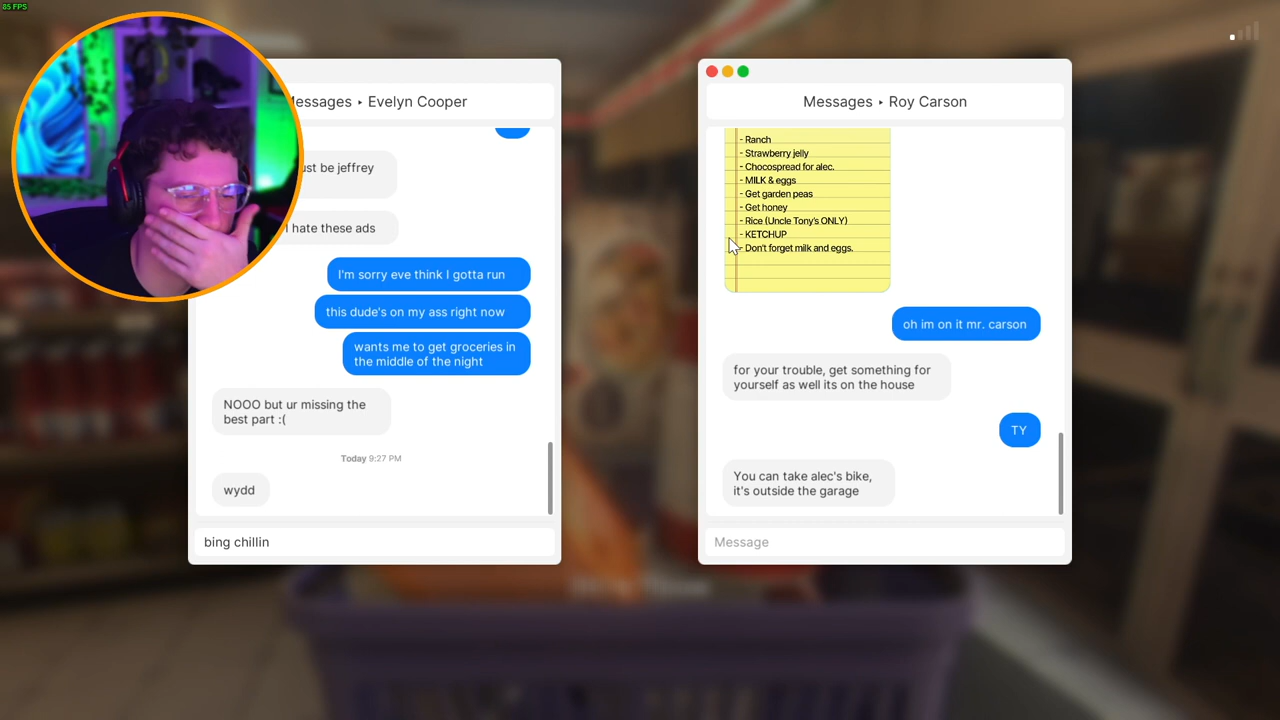 85 FPS
Messages ‣ Evelyn Cooper
ust be jeffrey
I hate these ads
I'm sorry eve think I gotta run
this dude's on my ass right now
wants me to get groceries in
the middle of the night
NOOO but ur missing the
best part :(
Today 9:27 PM
wydd
bing chillin
Messages ‣ Roy Carson
- Ranch
- Strawberry jelly
- Chocospread for alec.
- MILK & eggs
- Get garden peas
- Get honey
- Rice (Uncle Tony's ONLY)
- KETCHUP
- Don't forget milk and eggs.
oh im on it mr. carson
for your trouble, get something for
yourself as well its on the house
TY
You can take alec's bike,
it's outside the garage
Message